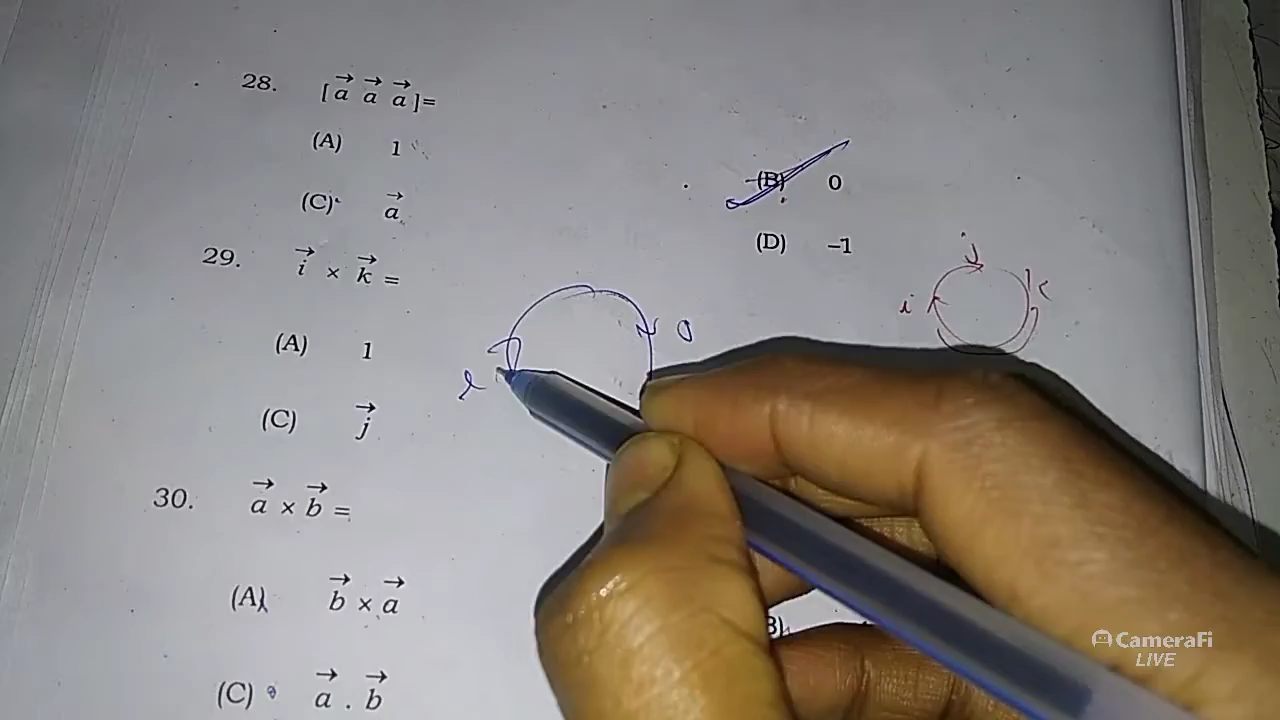 28. [a⃗ a⃗ a⃗]=
(A) 1
(B) 0
(C) a⃗
(D) –1
29. i⃗ × k⃗ =
j
i
k
(A) 1
(C) j⃗
30. a⃗ × b⃗ =
(A) b⃗ × a⃗
(C) a⃗ . b⃗
CameraFi
LIVE